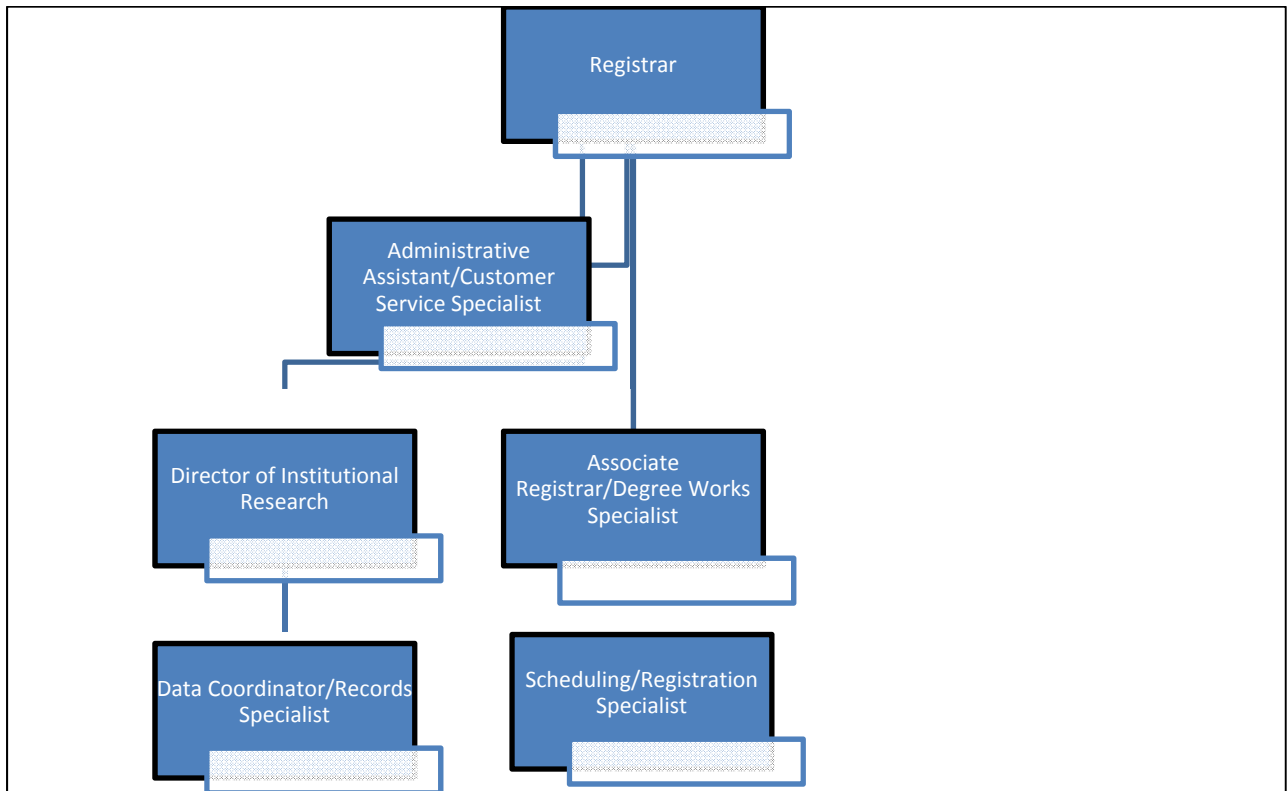 Registrar
Administrative
Assistant/Customer
Service Specialist
Director of Institutional
Research
Associate
Registrar/Degree Works
Specialist
Data Coordinator/Records
Specialist
Scheduling/Registration
Specialist